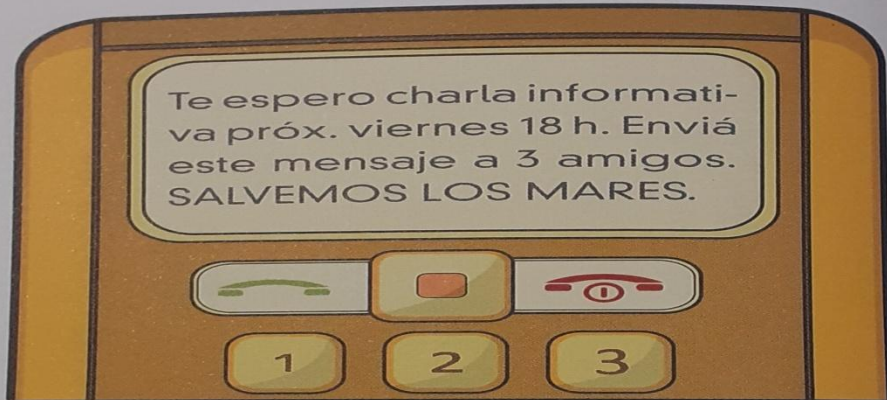 Te espero charla informati-
va próx. viernes 18 h. Enviá
este mensaje a 3 amigos.
SALVEMOS LOS MARES.
1 2 3